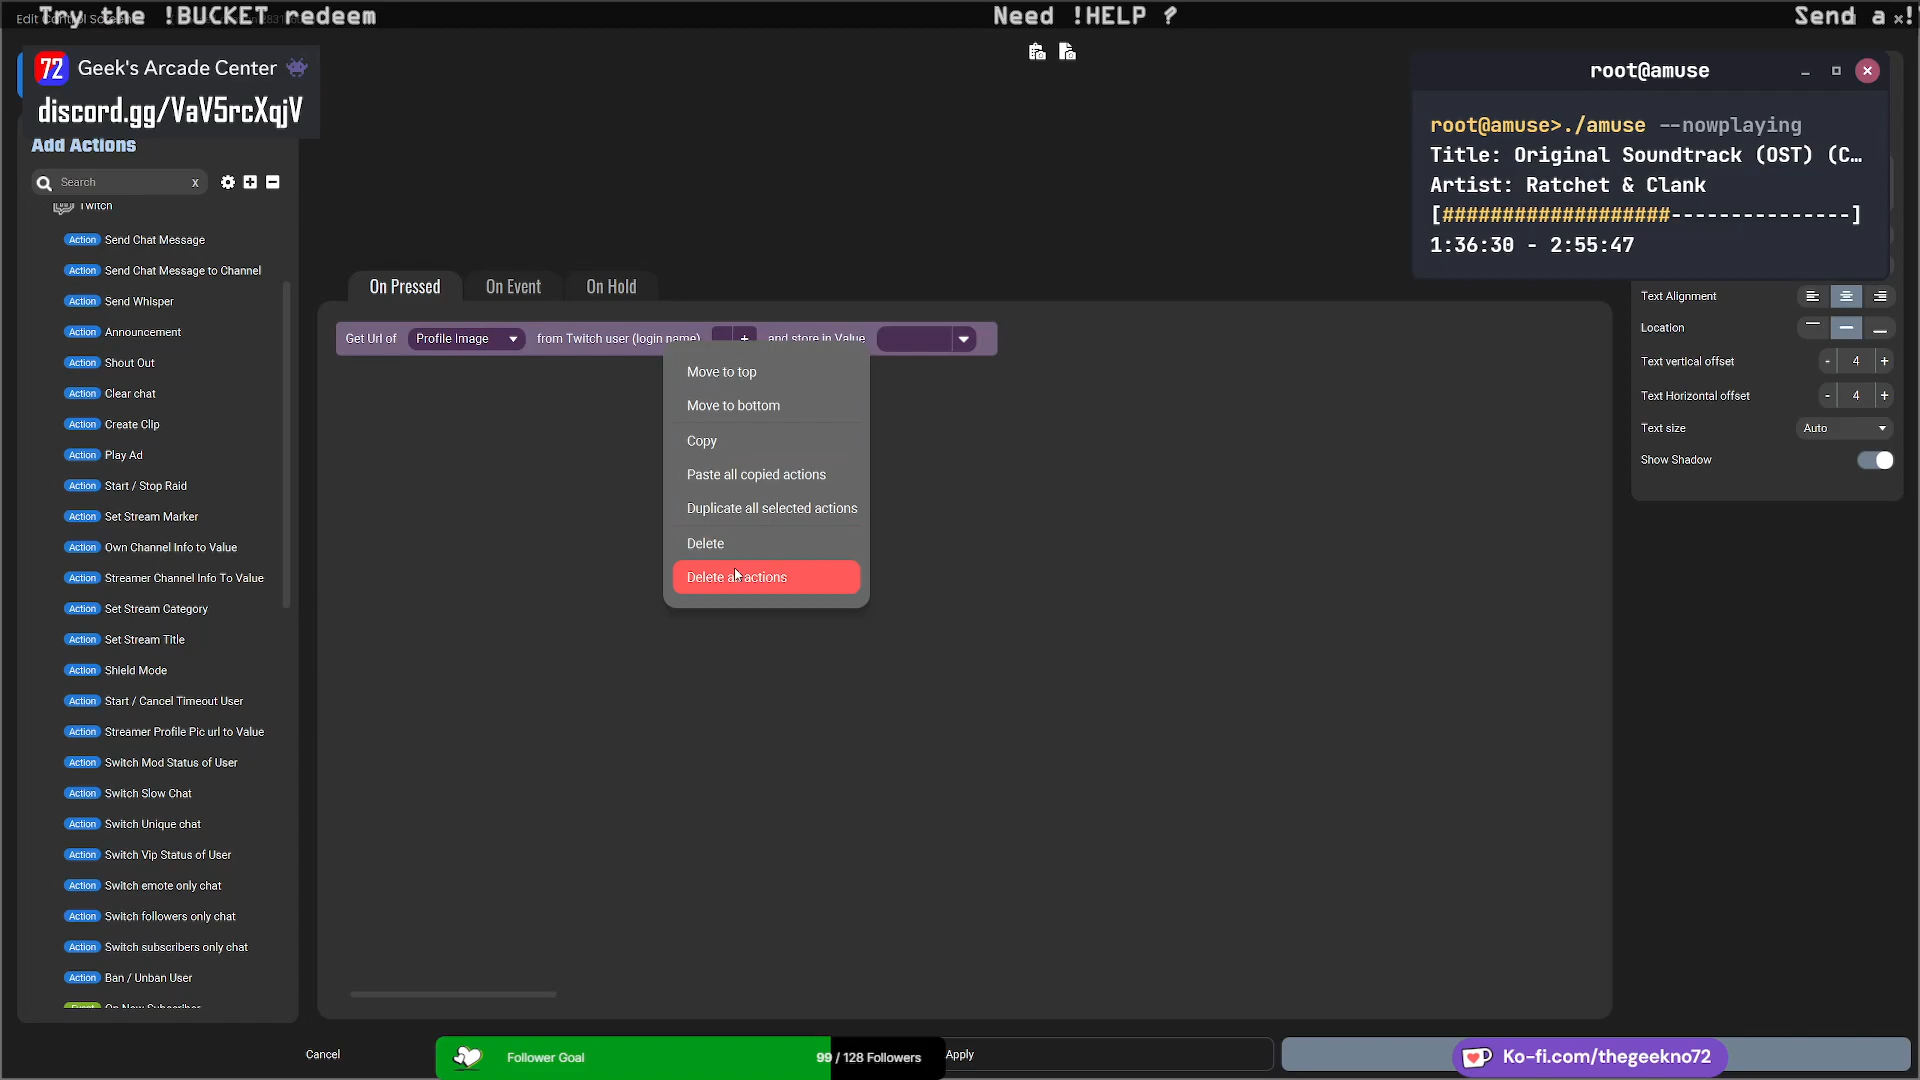 Try the !BUCKET redeem
Need !HELP ?
Send a
72 Geek's Arcade Center
discord.gg/VaV5rcXqjV
root@amuse
root@amuse>./amuse --nowplaying
Title: Original Soundtrack (OST) (C…
Artist: Ratchet & Clank
[###################---------------]
1:36:30 - 2:55:47
Add Actions
Search
x
Twitch
Action Send Chat Message
Action Send Chat Message to Channel
Action Send Whisper
Action Announcement
Action Shout Out
Action Clear chat
Action Create Clip
Action Play Ad
Action Start / Stop Raid
Action Set Stream Marker
Action Own Channel Info to Value
Action Streamer Channel Info To Value
Action Set Stream Category
Action Set Stream Title
Action Shield Mode
Action Start / Cancel Timeout User
Action Streamer Profile Pic url to Value
Action Switch Mod Status of User
Action Switch Slow Chat
Action Switch Unique chat
Action Switch Vip Status of User
Action Switch emote only chat
Action Switch followers only chat
Action Switch subscribers only chat
Action Ban / Unban User
On Pressed
On Event
On Hold
Get Url of Profile Image from Twitch user (login name) + and store in Value
Move to top
Move to bottom
Copy
Paste all copied actions
Duplicate all selected actions
Delete
Delete all actions
Text Alignment
Location
Text vertical offset - 4 +
Text Horizontal offset - 4 +
Text size Auto
Show Shadow
Cancel
Follower Goal 99 / 128 Followers
Apply
Ko-fi.com/thegeekno72